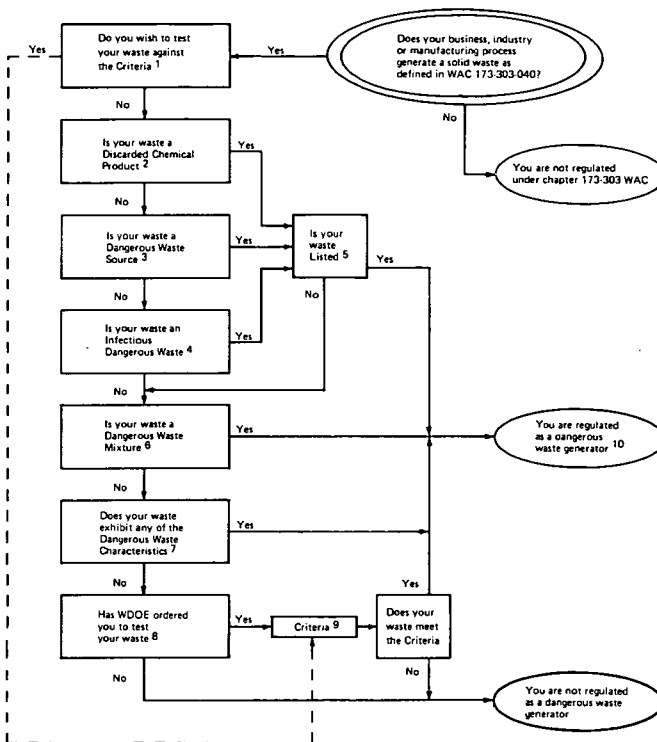 Yes
Do you wish to test
your waste against
the Criteria 1
Yes
Does your business, industry
or manufacturing process
generate a solid waste as
defined in WAC 173-303-040?
No
No
Is your waste a
Discarded Chemical
Product 2
Yes
You are not regulated
under chapter 173-303 WAC
No
Is your waste a
Dangerous Waste
Source 3
Yes
Is your
waste
Listed 5
Yes
No
No
Is your waste an
Infectious
Dangerous Waste 4
Yes
No
Is your waste a
Dangerous Waste
Mixture 6
Yes
You are regulated
as a dangerous
waste generator 10
No
Does your waste
exhibit any of the
Dangerous Waste
Characteristics 7
Yes
No
Yes
Has WDOE ordered
you to test
your waste 8
Yes
Criteria 9
Does your
waste meet
the Criteria
No
No
You are not regulated
as a dangerous waste
generator